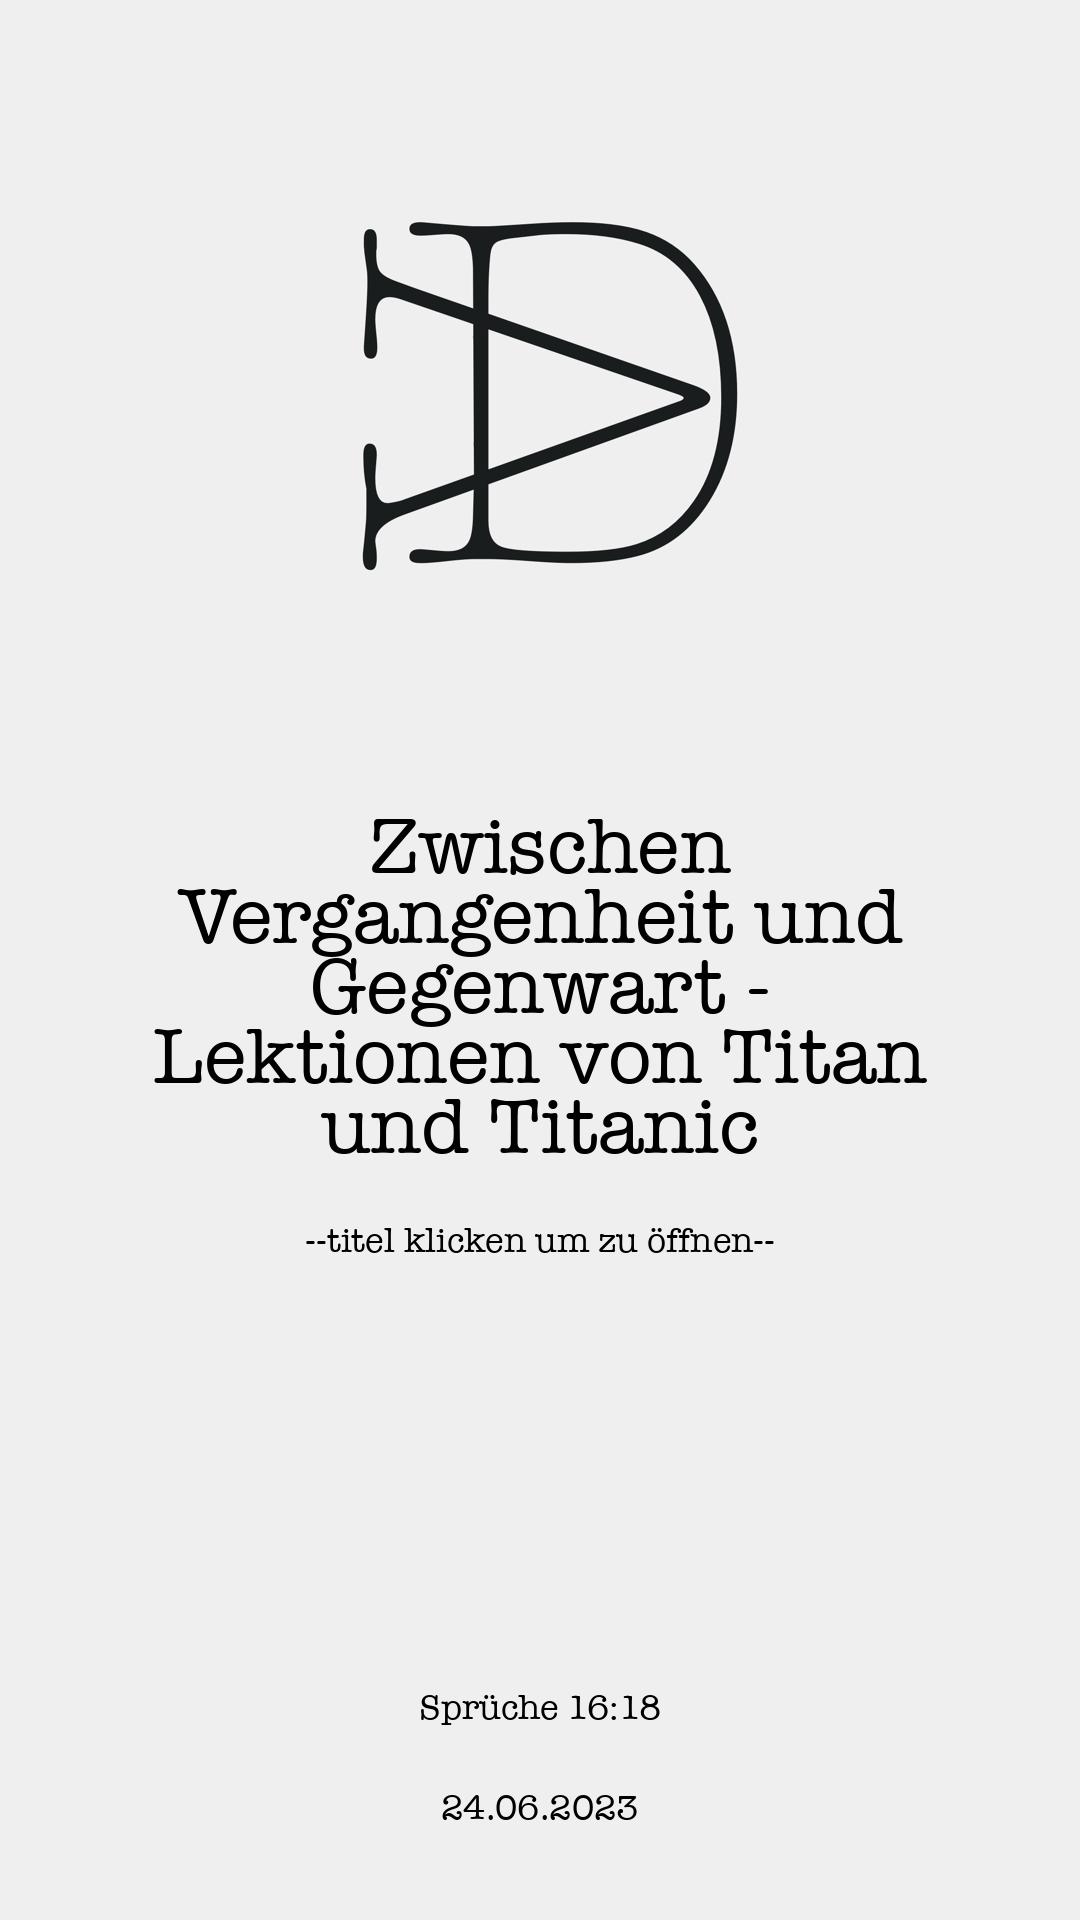 Zwischen
Vergangenheit und
Gegenwart -
Lektionen von Titan
und Titanic
--titel klicken um zu öffnen--
Sprüche 16:18
24.06.2023